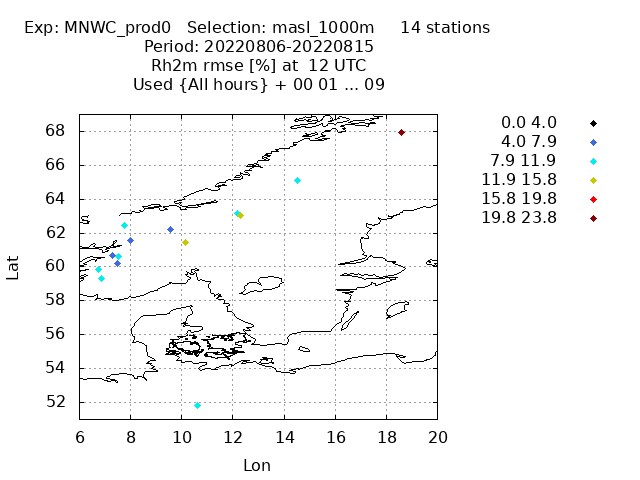 Exp: MNWC_prod0 Selection: masl_1000m 14 stations
Period: 20220806-20220815
Rh2m rmse [%] at 12 UTC
Used {All hours} + 00 01 ... 09
0.0 4.0
4.0 7.9
7.9 11.9
11.9 15.8
15.8 19.8
19.8 23.8
68
66
64
62
60
58
56
54
52
Lat
6 8 10 12 14 16 18 20
Lon